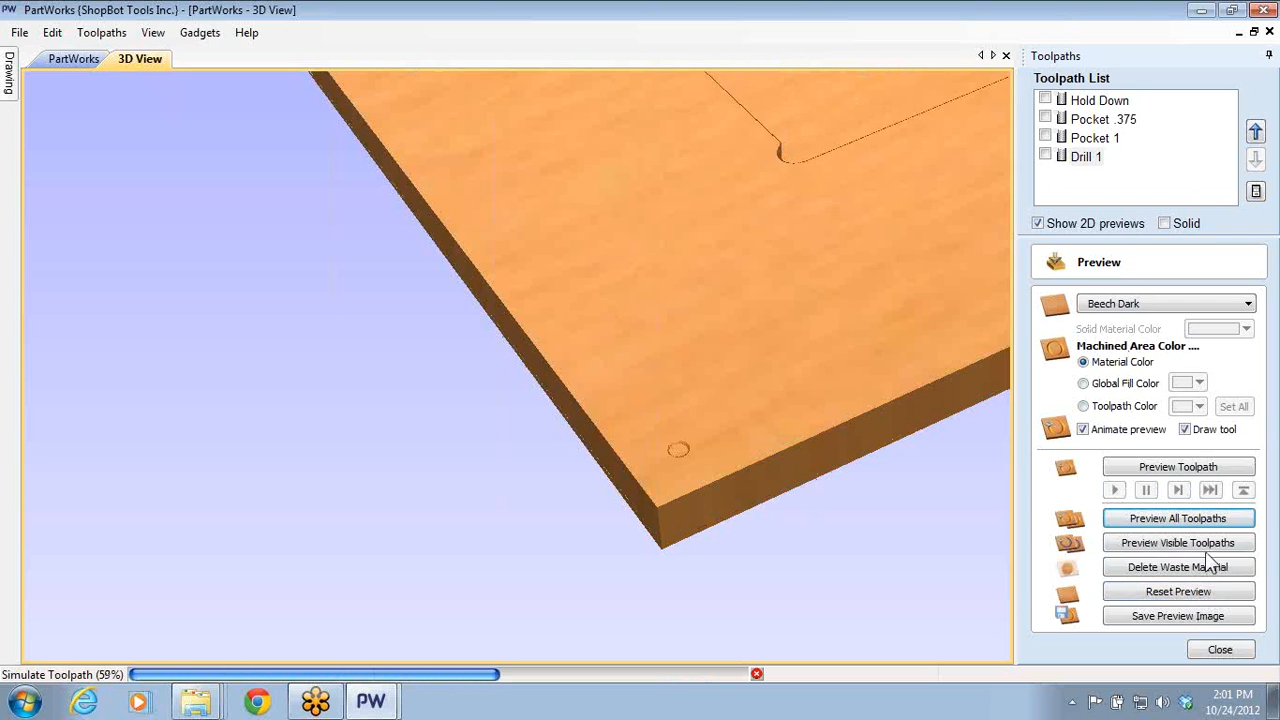 PartWorks {ShopBot Tools Inc.} - [PartWorks - 3D View]
File Edit Toolpaths View Gadgets Help
PartWorks 3D View
Drawing
Toolpaths
Toolpath List
Hold Down
Pocket .375
Pocket 1
Drill 1
Show 2D previews Solid
Preview
Beech Dark
Solid Material Color
Machined Area Color ....
Material Color
Global Fill Color
Toolpath Color Set All
Animate preview Draw tool
Preview Toolpath
Preview All Toolpaths
Preview Visible Toolpaths
Delete Waste Material
Reset Preview
Save Preview Image
Close
Simulate Toolpath (59%)
PW
2:01 PM
10/24/2012